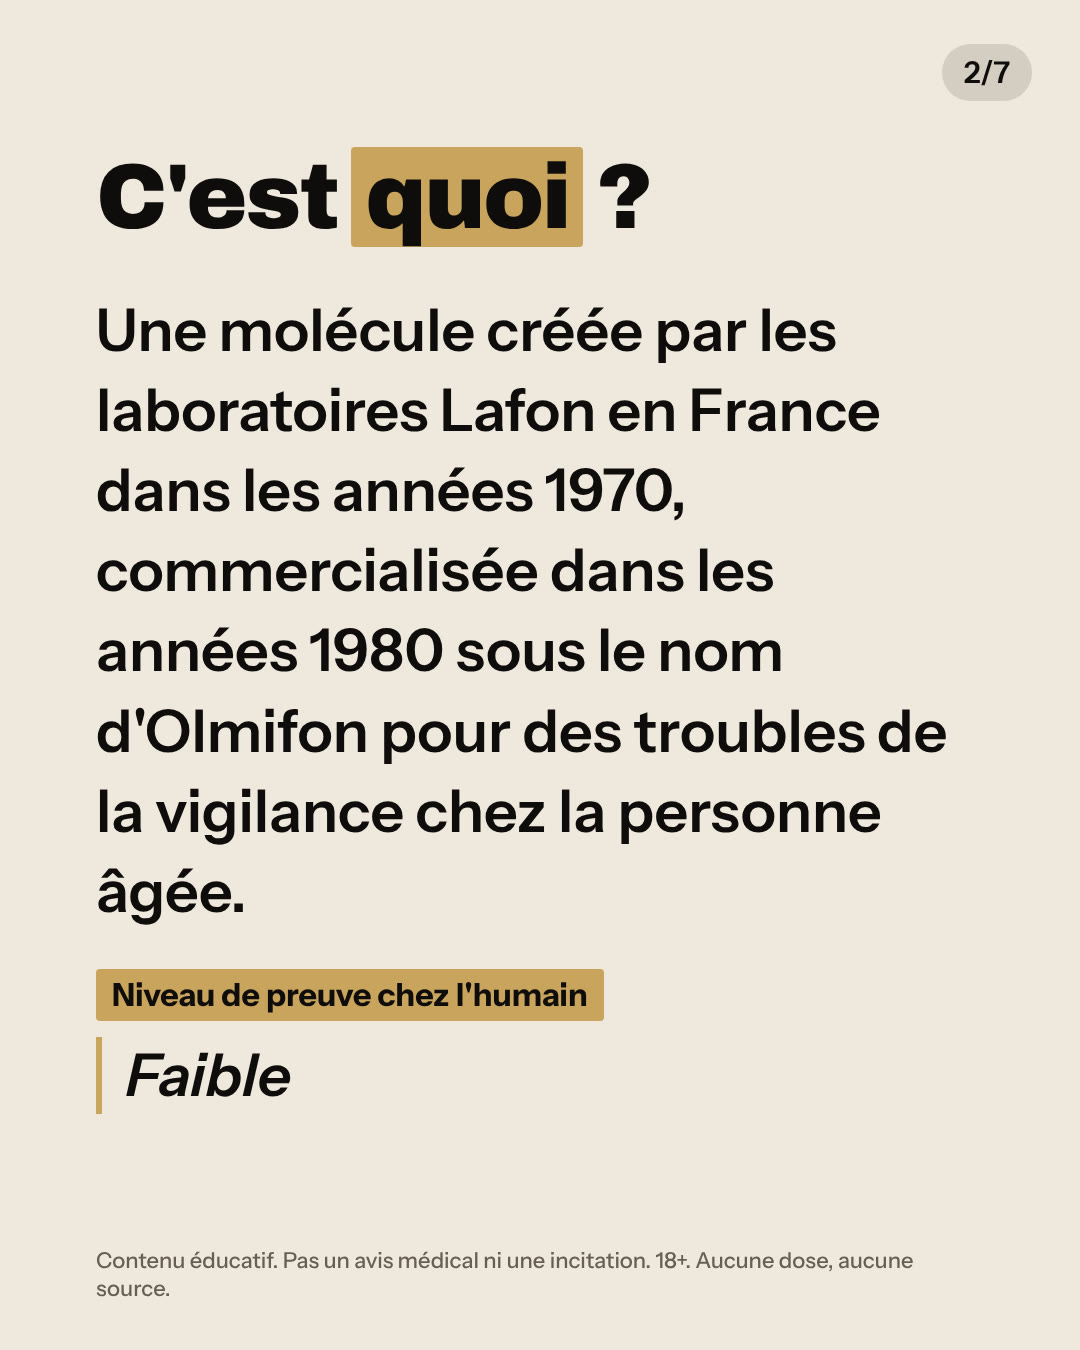 2/7
C'est quoi ?
Une molécule créée par les
laboratoires Lafon en France
dans les années 1970,
commercialisée dans les
années 1980 sous le nom
d'Olmifon pour des troubles de
la vigilance chez la personne
âgée.
Niveau de preuve chez l'humain
Faible
Contenu éducatif. Pas un avis médical ni une incitation. 18+. Aucune dose, aucune
source.